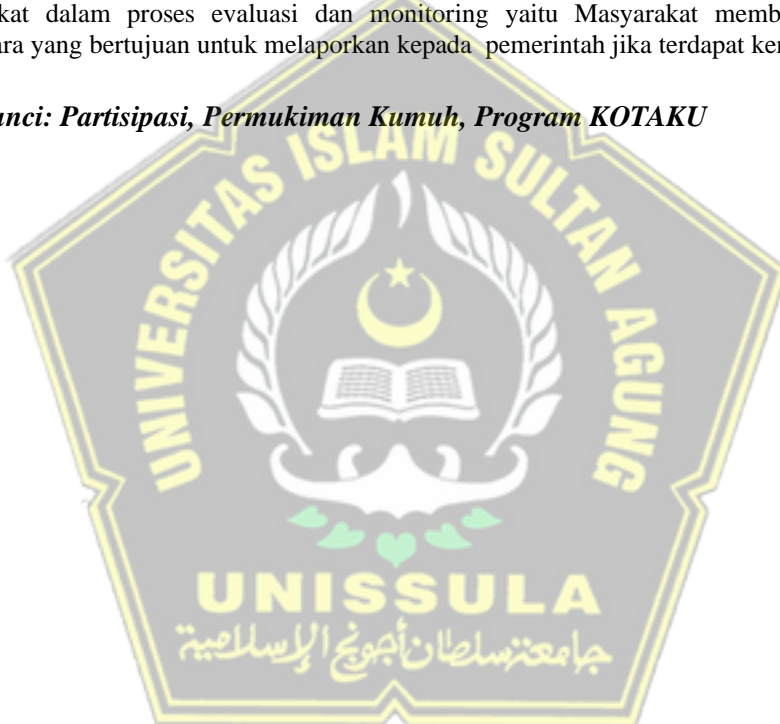 kat dalam proses evaluasi dan monitoring yaitu Masyarakat memb
ara yang bertujuan untuk melaporkan kepada pemerintah jika terdapat ker
unci: Partisipasi, Permukiman Kumuh, Program KOTAKU
UNIVERSITAS ISLAM SULTAN AGUNG
UNISSULA
جامعة سلطان أجونج الإسلامية